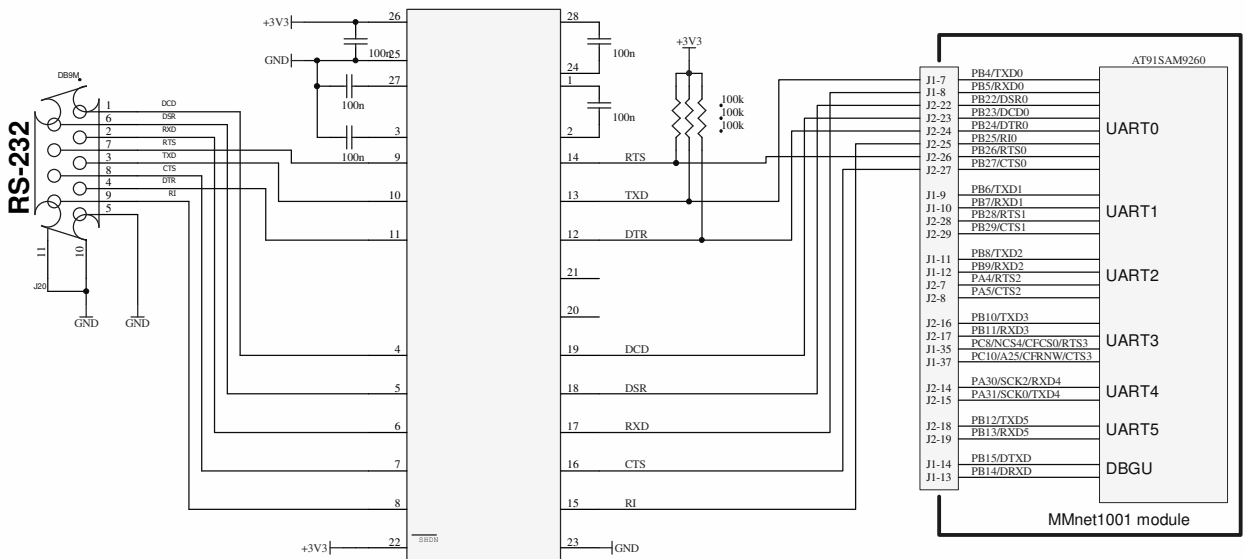 RS-232
DB9M
1
6
2
7
3
8
4
9
5
DCD
DSR
RXD
RTS
TXD
CTS
DTR
RI
11
10
J20
GND
GND
+3V3
GND
100n
100n
100n
26
25
27
3
9
10
11
4
5
6
7
8
22
+3V3
SHDN
28
24
1
2
14
13
12
21
20
19
18
17
16
15
23
GND
100n
100n
RTS
TXD
DTR
DCD
DSR
RXD
CTS
RI
+3V3
100k
100k
100k
AT91SAM9260
J1-7 PB4/TXD0
J1-8 PB5/RXD0
J2-22 PB22/DSR0
J2-23 PB23/DCD0
J2-24 PB24/DTR0
J2-25 PB25/RI0
J2-26 PB26/RTS0
J2-27 PB27/CTS0
UART0
J1-9 PB6/TXD1
J1-10 PB7/RXD1
J2-28 PB28/RTS1
J2-29 PB29/CTS1
UART1
J1-11 PB8/TXD2
J1-12 PB9/RXD2
J2-7 PA4/RTS2
J2-8 PA5/CTS2
UART2
J2-16 PB10/TXD3
J2-17 PB11/RXD3
J1-35 PC8/NCS4/CFCS0/RTS3
J1-37 PC10/A25/CFRNW/CTS3
UART3
J2-14 PA30/SCK2/RXD4
J2-15 PA31/SCK0/TXD4
UART4
J2-18 PB12/TXD5
J2-19 PB13/RXD5
UART5
J1-14 PB15/DTXD
J1-13 PB14/DRXD
DBGU
MMnet1001 module